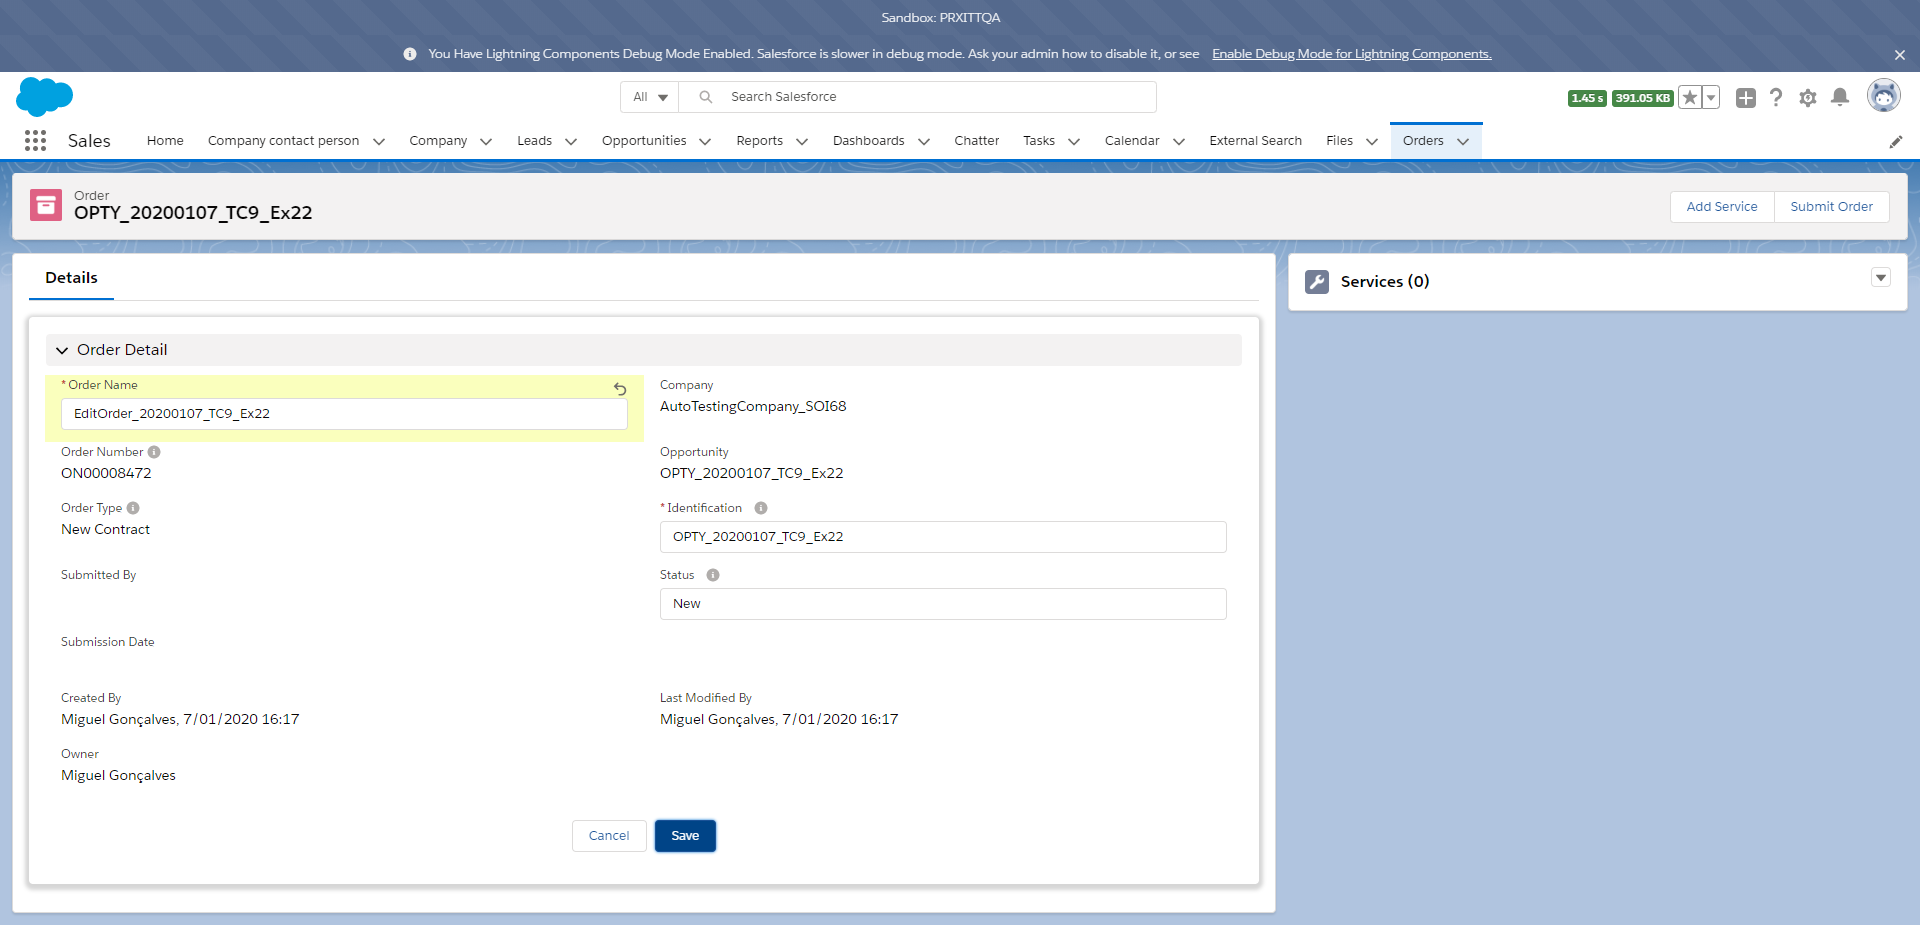 Sandbox: PRXITTQA
You Have Lightning Components Debug Mode Enabled. Salesforce is slower in debug mode. Ask your admin how to disable it, or see Enable Debug Mode for Lightning Components.
All Search Salesforce 1.45 s 391.05 KB
Sales Home Company contact person Company Leads Opportunities Reports Dashboards Chatter Tasks Calendar External Search Files Orders
Order
OPTY_20200107_TC9_Ex22
Add Service Submit Order
Details
Services (0)
Order Detail
* Order Name
EditOrder_20200107_TC9_Ex22
Company
AutoTestingCompany_SOI68
Order Number
ON00008472
Opportunity
OPTY_20200107_TC9_Ex22
Order Type
New Contract
* Identification
OPTY_20200107_TC9_Ex22
Submitted By
Status
New
Submission Date
Created By
Miguel Gonçalves, 7/01/2020 16:17
Last Modified By
Miguel Gonçalves, 7/01/2020 16:17
Owner
Miguel Gonçalves
Cancel Save